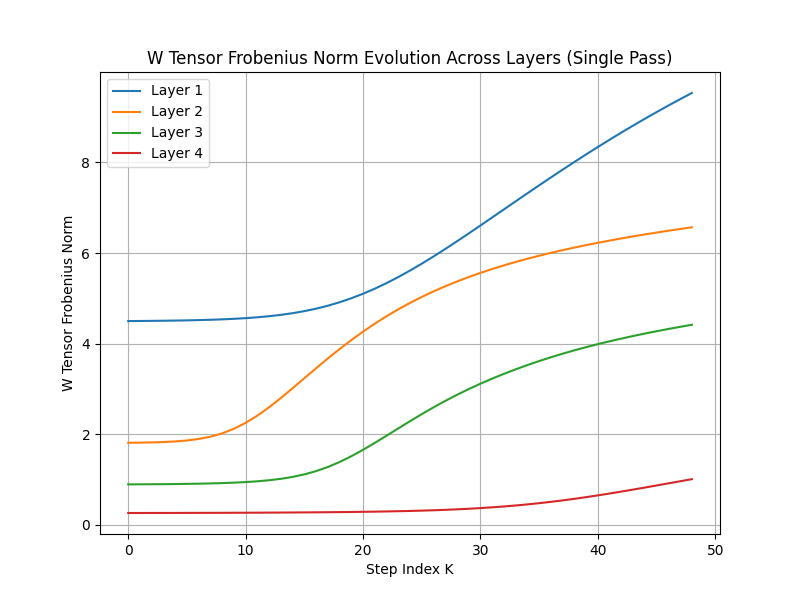 W Tensor Frobenius Norm Evolution Across Layers (Single Pass)
Layer 1
Layer 2
Layer 3
Layer 4
8
6
4
2
0
W Tensor Frobenius Norm
0 10 20 30 40 50
Step Index K